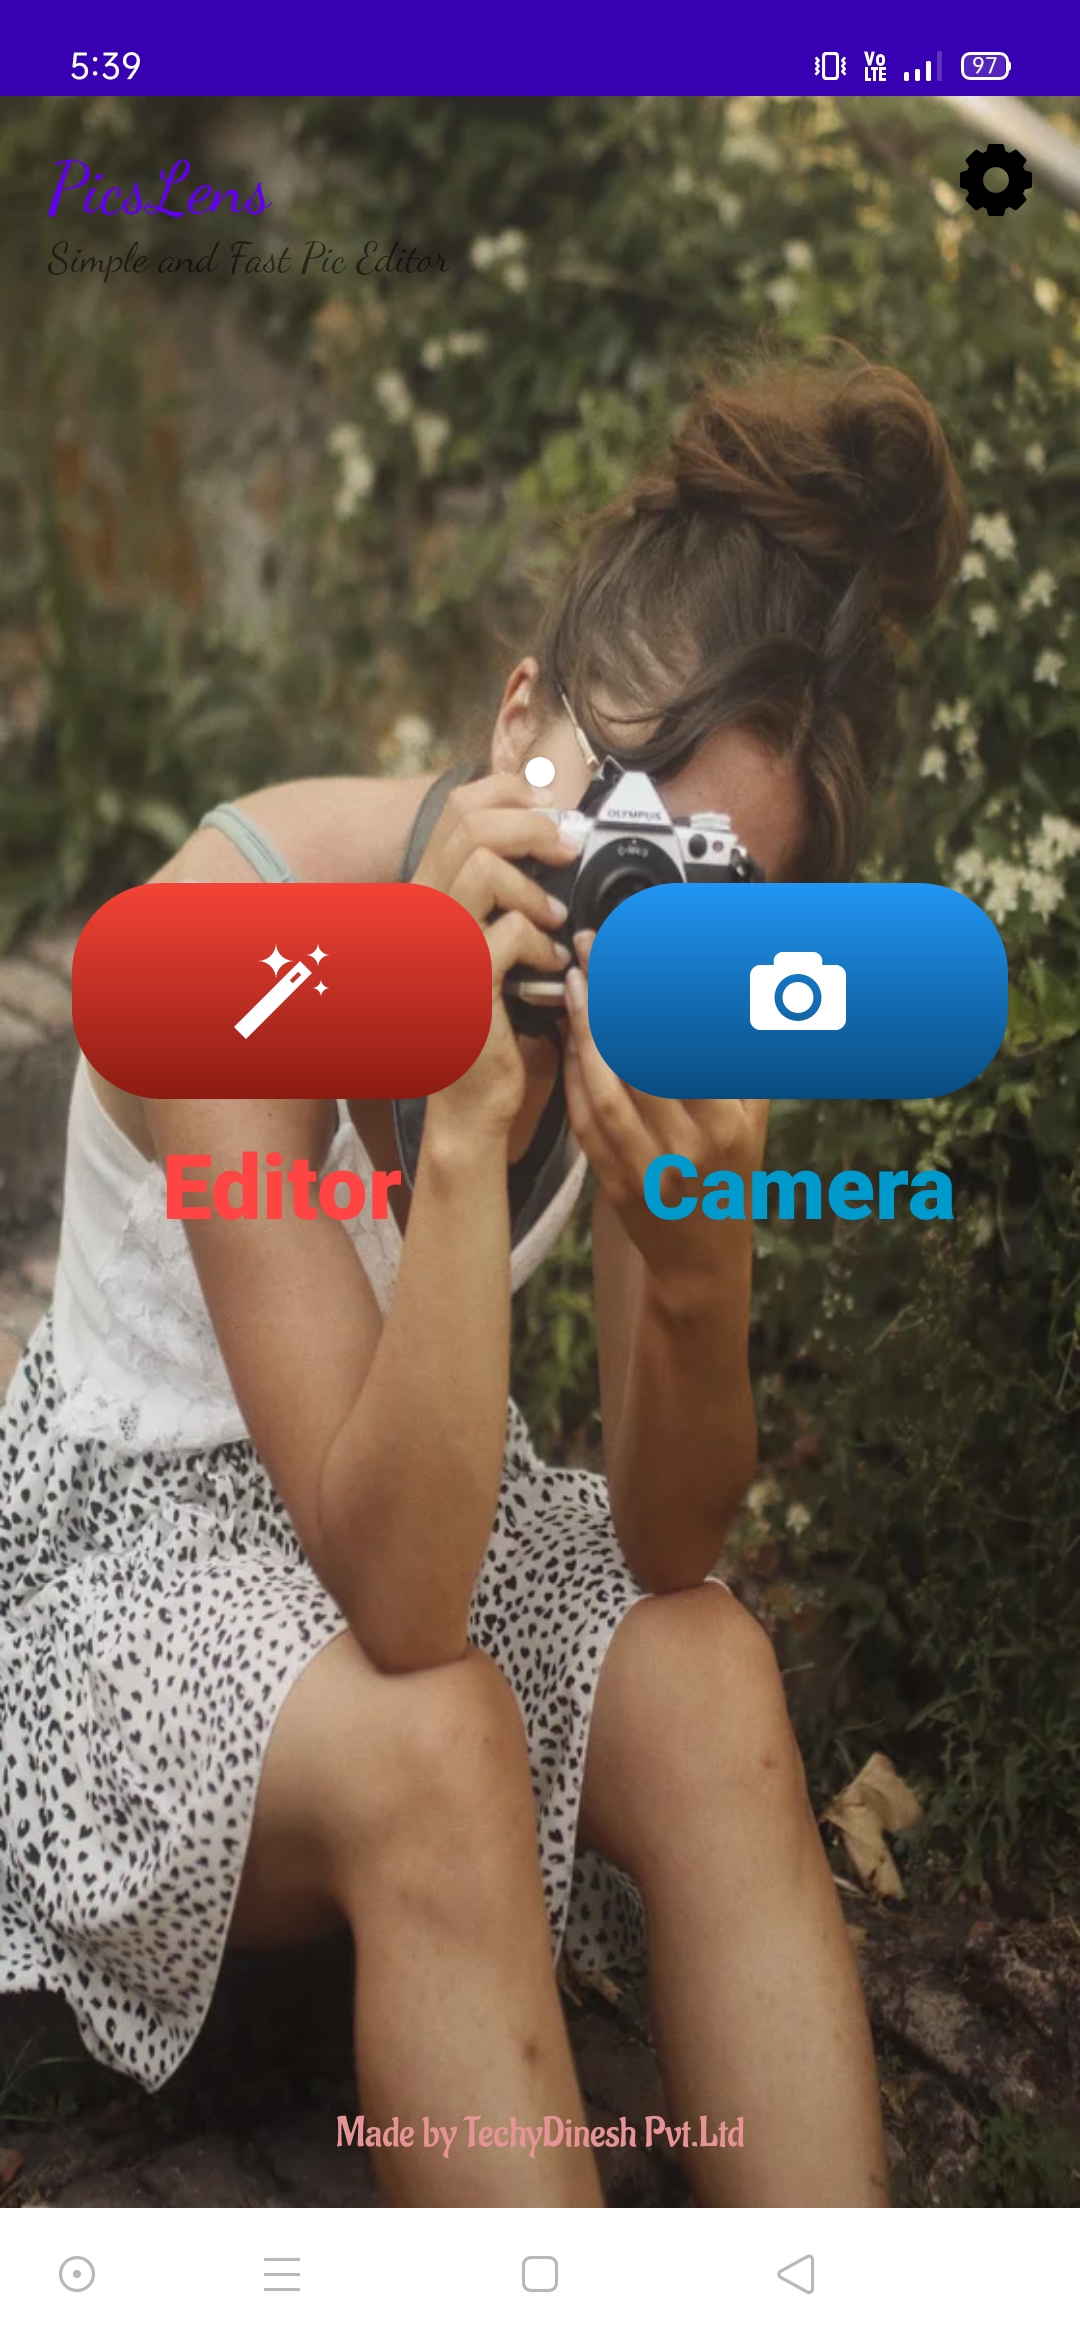 5:39
Vo
LTE
97
PicsLens
Simple and Fast Pic Editor
OLYMPUS
Editor
Camera
Made by TechyDinesh Pvt.Ltd